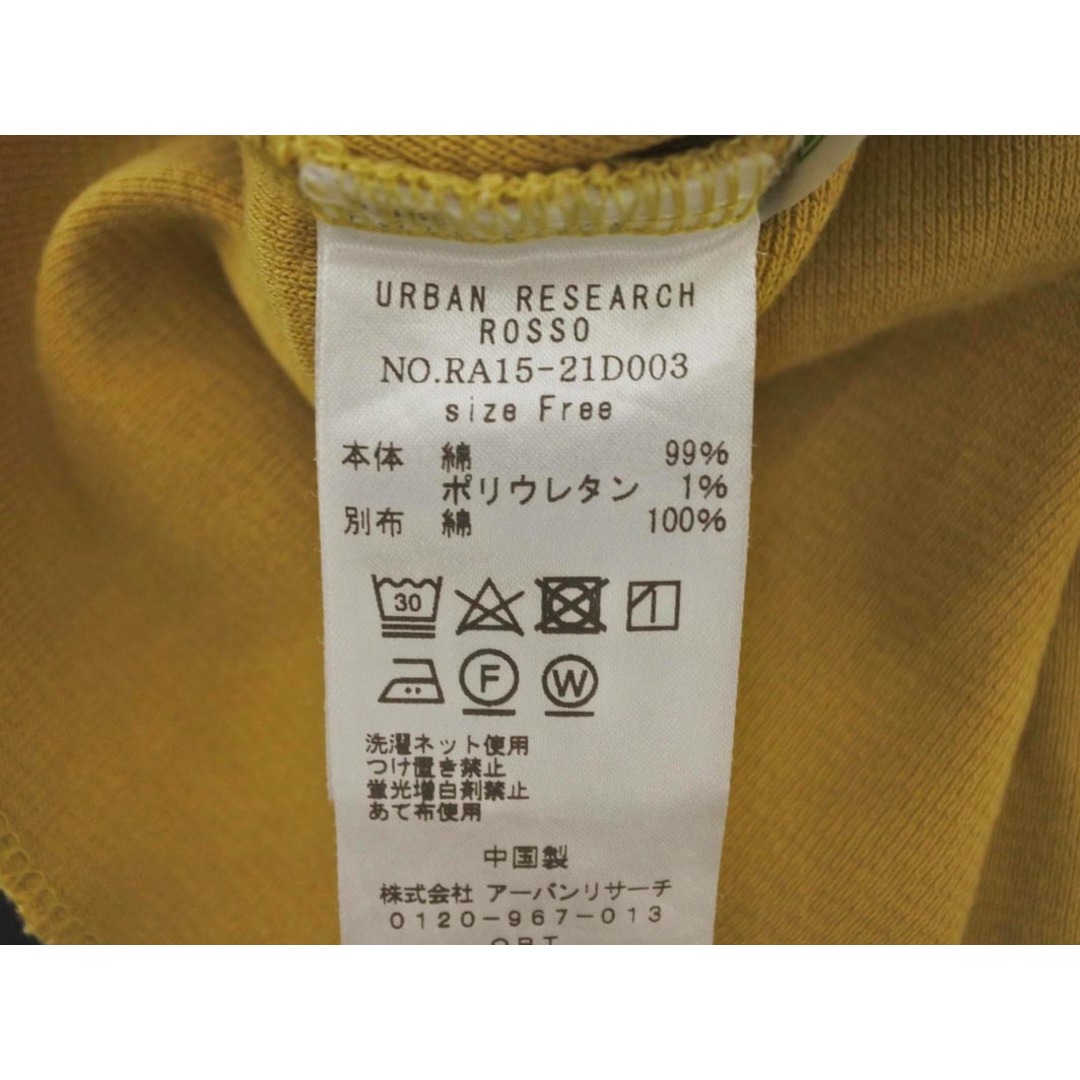 URBAN RESEARCH
ROSSO
NO.RA15-21D003
size Free
本体 綿 99%
ポリウレタン 1%
別布 綿 100%
30
F W
洗濯ネット使用
つけ置き禁止
蛍光増白剤禁止
あて布使用
中国製
株式会社 アーバンリサーチ
0120-967-013